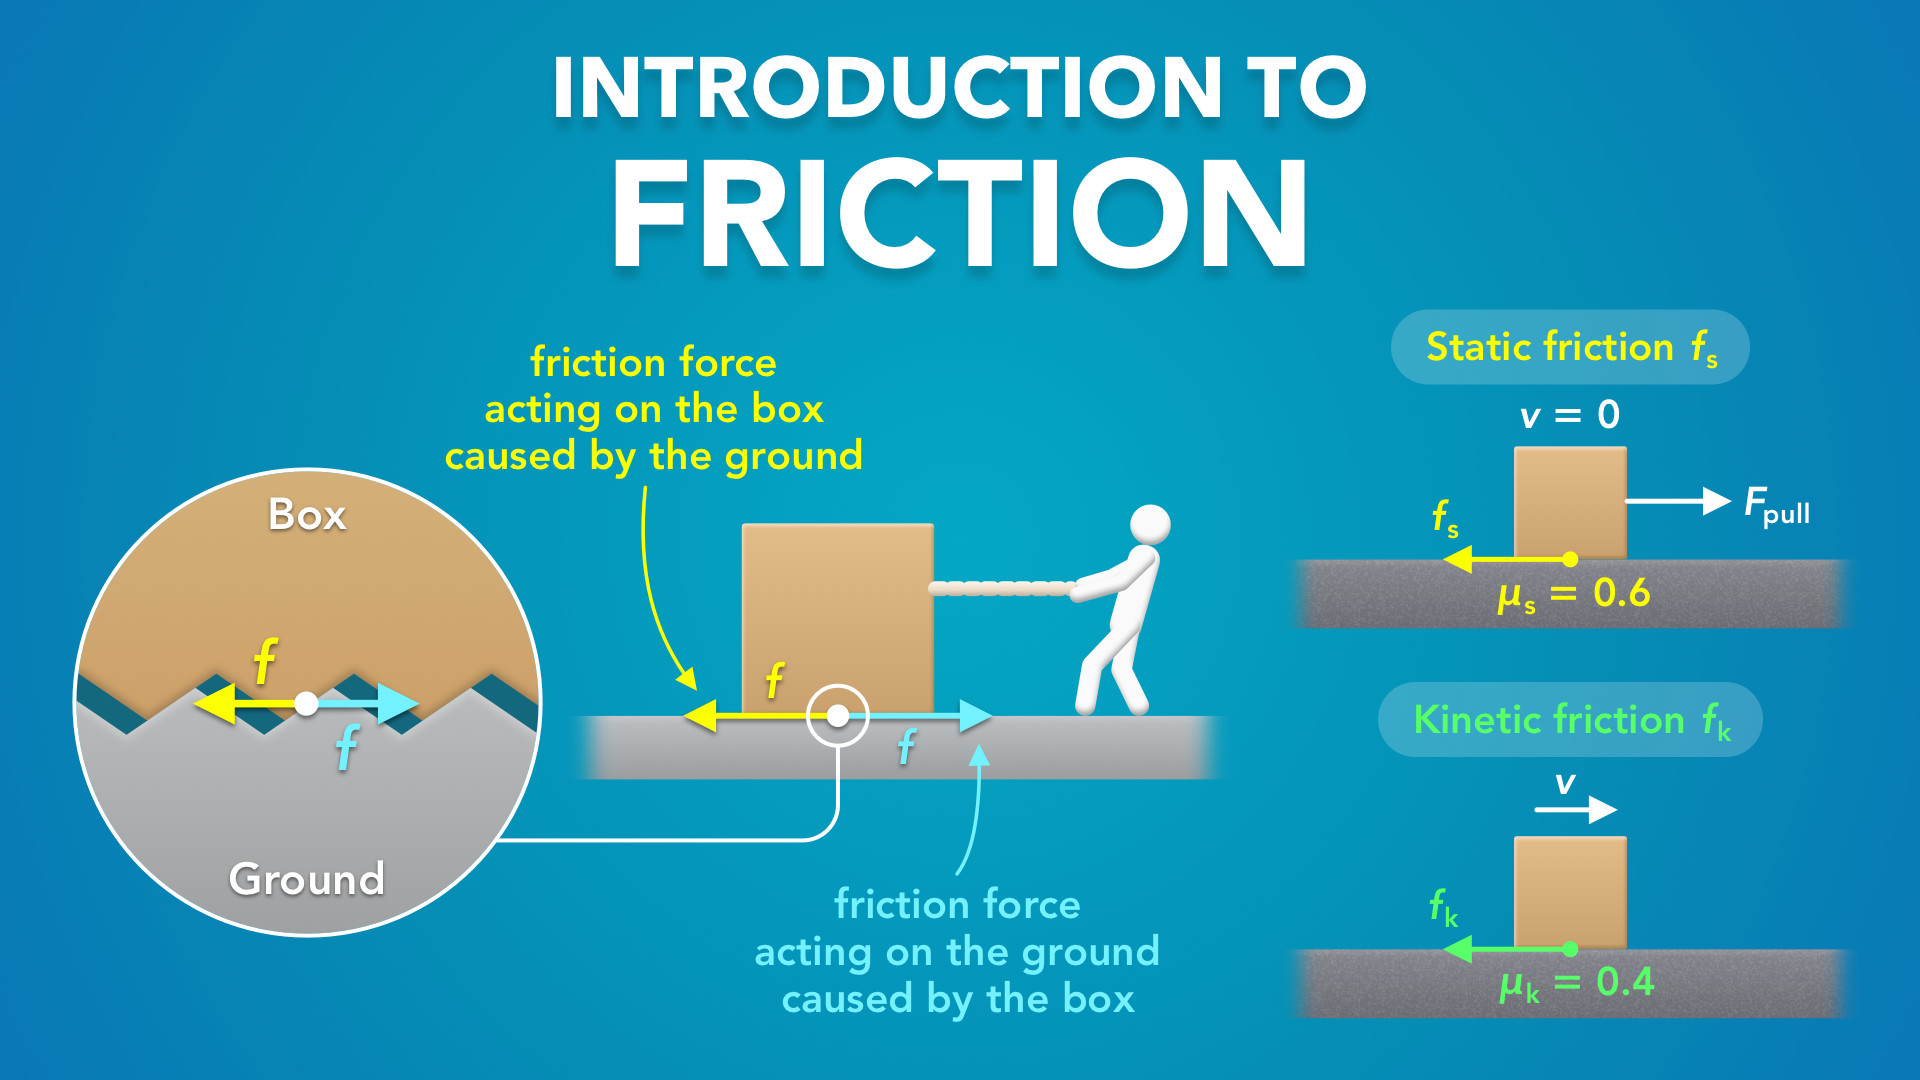 INTRODUCTION TO
FRICTION
friction force
acting on the box
caused by the ground
Box
f
f
Ground
f
f
friction force
acting on the ground
caused by the box
Static friction fs
v = 0
fs
Fpull
μs = 0.6
Kinetic friction fk
v
fk
μk = 0.4